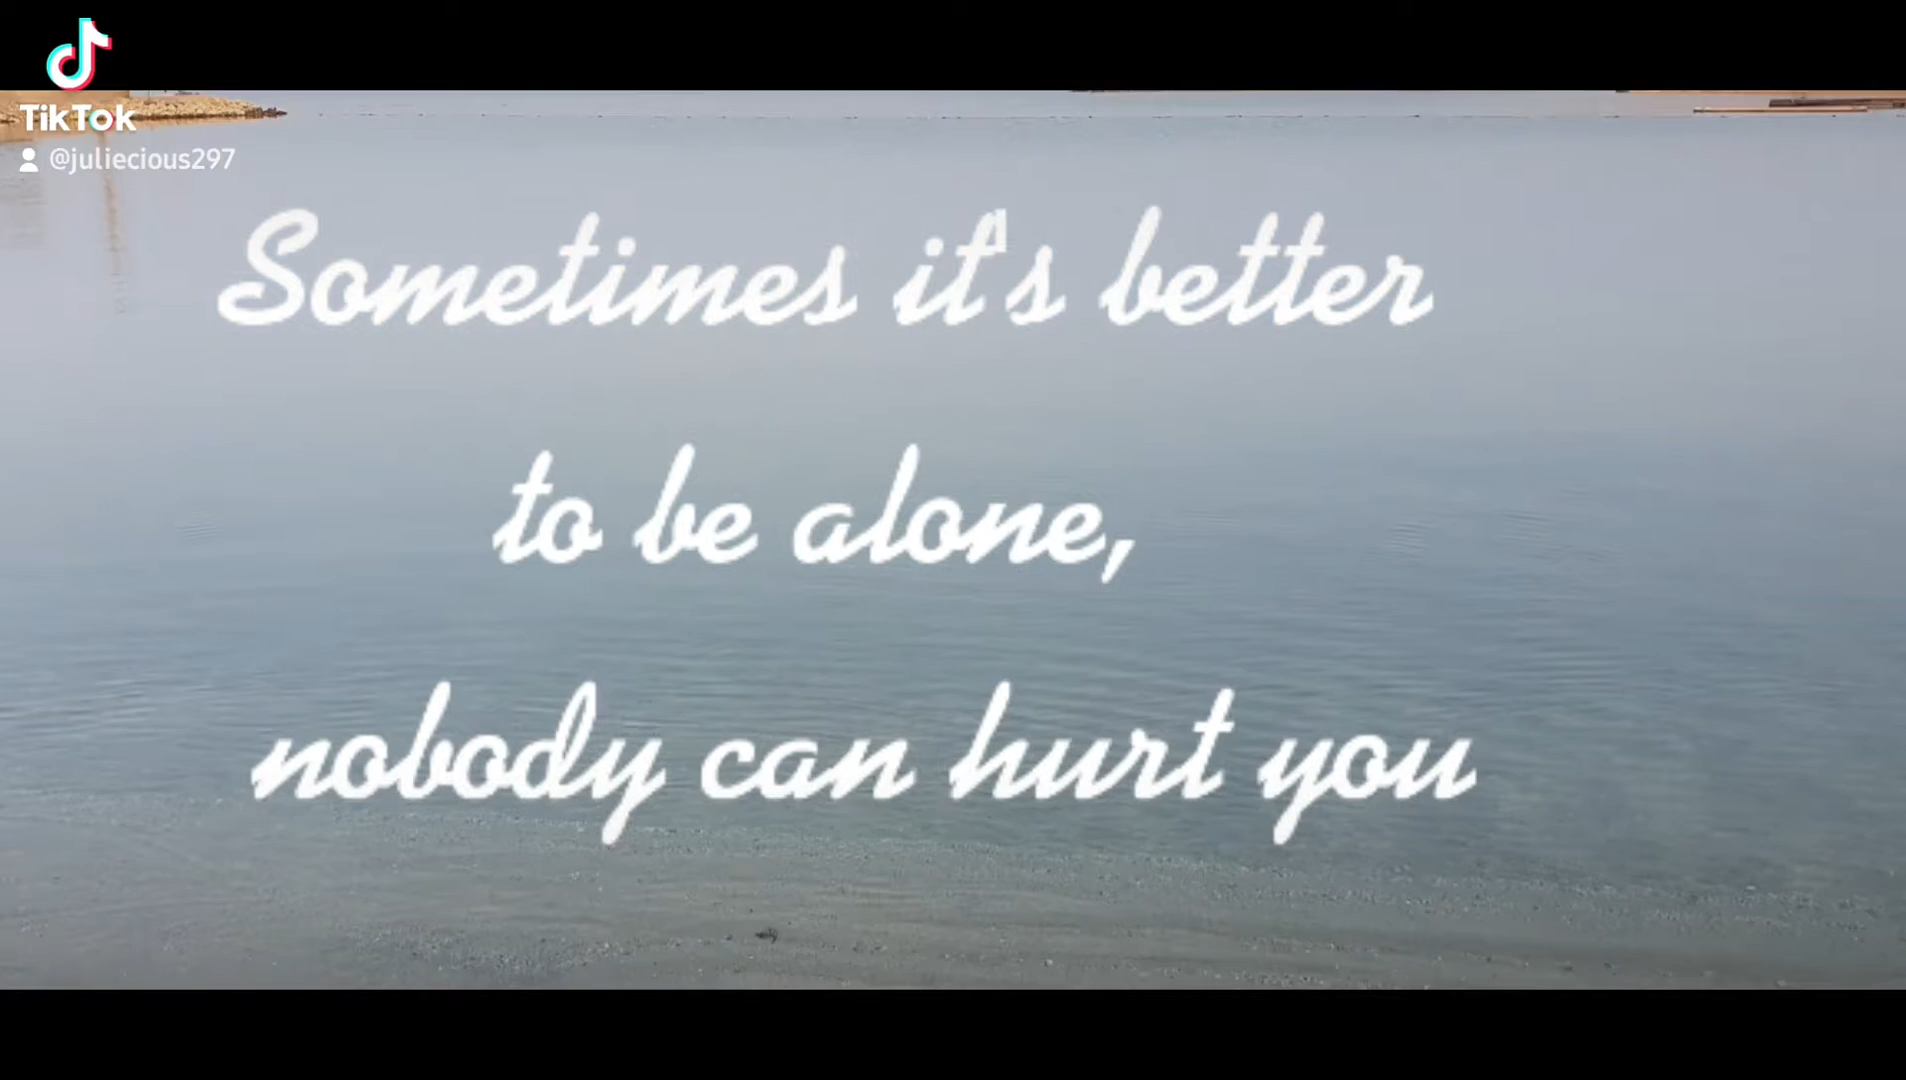 TikTok
@juliecious297
Sometimes it's better
to be alone,
nobody can hurt you